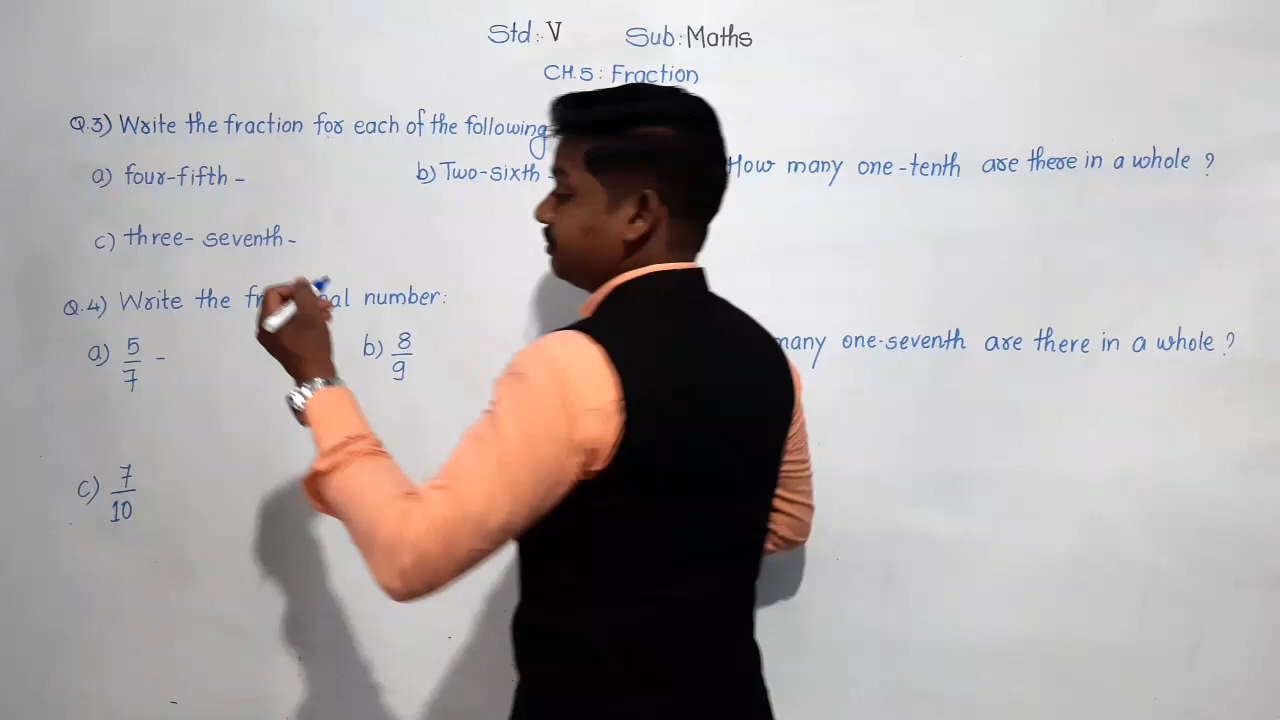 Std: V Sub: Maths
CH.5: Fraction
Q.3) Write the fraction for each of the following
a) four-fifth -
b) Two-sixth -
c) three- seventh -
Q.4) Write the number:
a) 5/7 -
b) 8/9
c) 7/10
How many one-tenth are there in a whole ?
many one-seventh are there in a whole ?